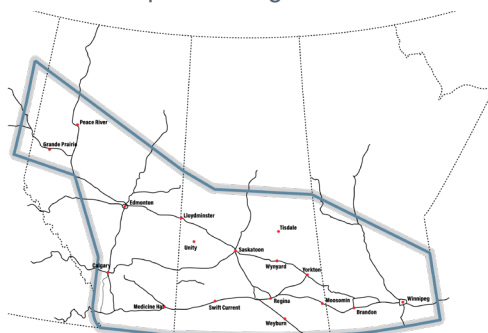 Peace River
Grande Prairie
Edmonton
Lloydminster
Tisdale
Unity
Saskatoon
Wynyard
Yorkton
Calgary
Medicine Hat
Swift Current
Regina
Moosomin
Winnipeg
Brandon
Weyburn